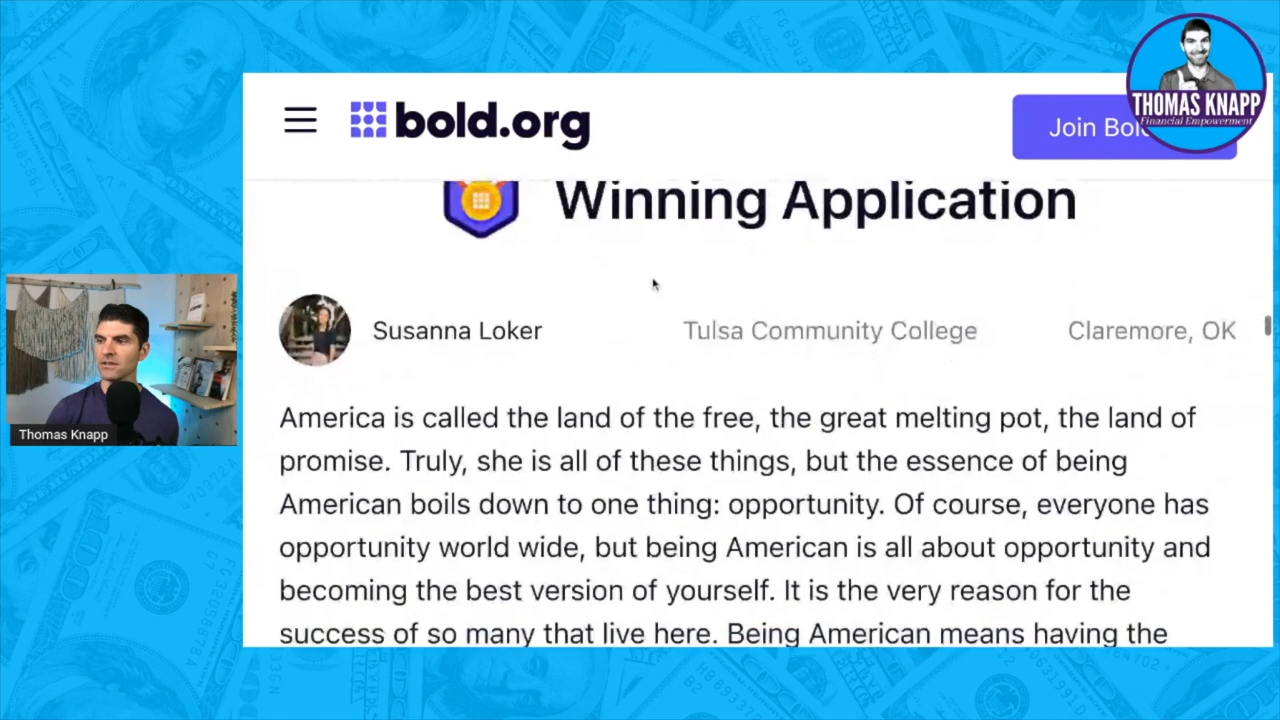 THOMAS KNAPP
Financial Empowerment
bold.org
Join
Winning Application
Susanna Loker
Tulsa Community College
Claremore, OK
America is called the land of the free, the great melting pot, the land of
promise. Truly, she is all of these things, but the essence of being
American boils down to one thing: opportunity. Of course, everyone has
opportunity world wide, but being American is all about opportunity and
becoming the best version of yourself. It is the very reason for the
success of so many that live here. Being American means having the
Thomas Knapp